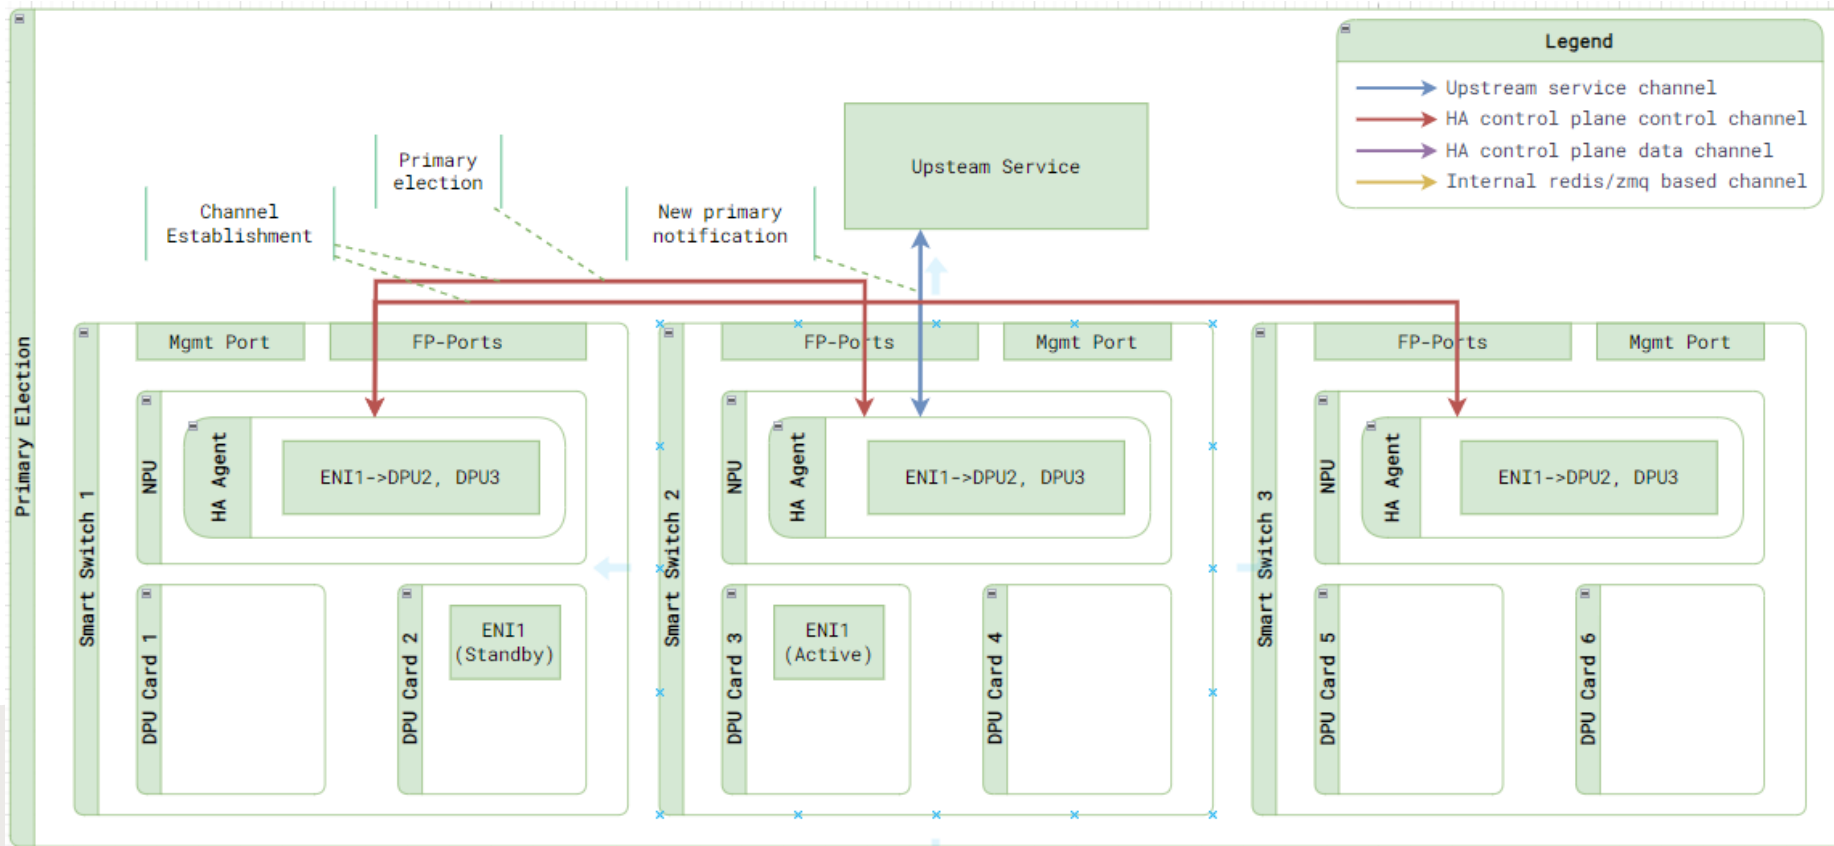 Primary Election
Legend
Upstream service channel
HA control plane control channel
HA control plane data channel
Internal redis/zmq based channel
Upsteam Service
Primary
election
Channel
Establishment
New primary
notification
Smart Switch 1
Mgmt Port
FP-Ports
NPU
HA Agent
ENI1->DPU2, DPU3
DPU Card 1
DPU Card 2
ENI1
(Standby)
Smart Switch 2
FP-Ports
Mgmt Port
NPU
HA Agent
ENI1->DPU2, DPU3
DPU Card 3
ENI1
(Active)
DPU Card 4
Smart Switch 3
FP-Ports
Mgmt Port
NPU
HA Agent
ENI1->DPU2, DPU3
DPU Card 5
DPU Card 6